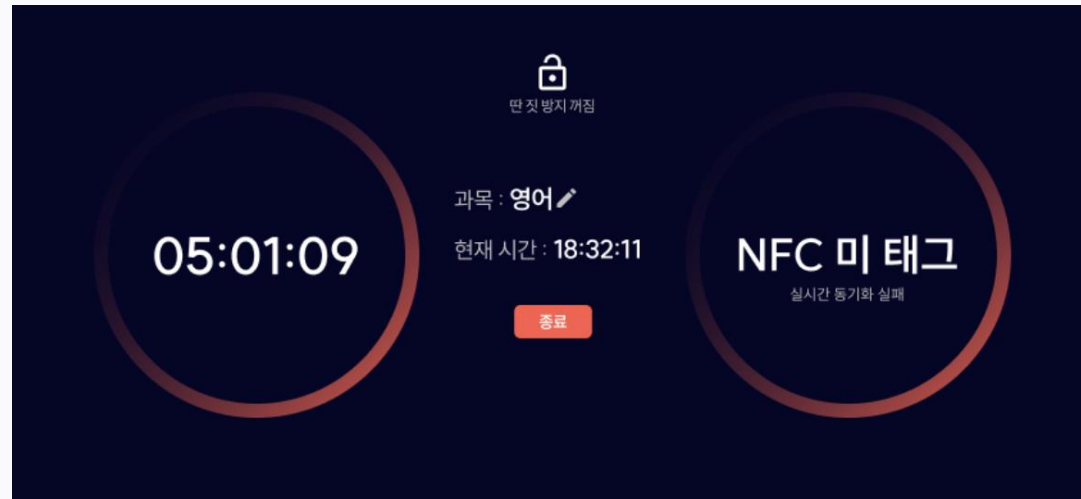 딴 짓 방지 꺼짐
과목 : 영어
05:01:09
현재 시간 : 18:32:11
NFC 미 태그
실시간 동기화 실패
종료